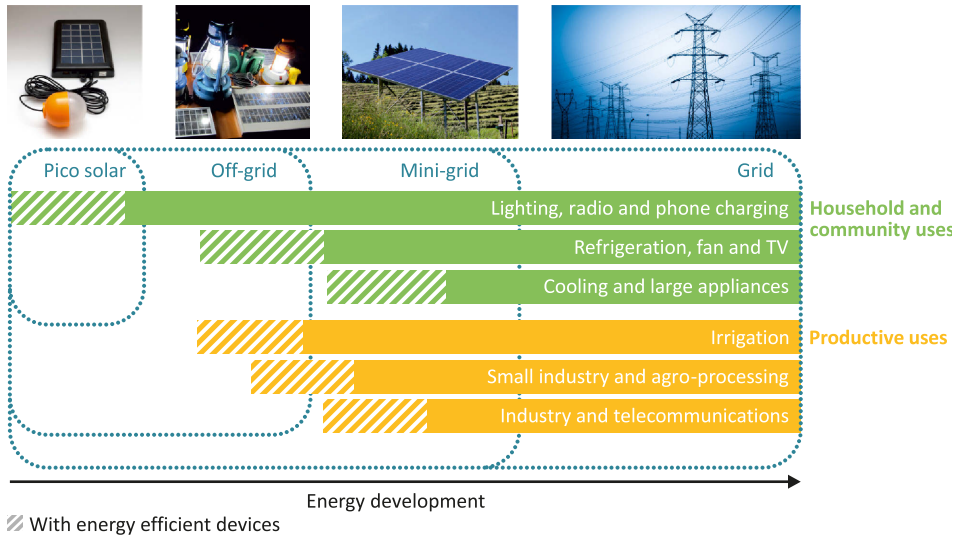 Pico solar
Off-grid
Mini-grid
Grid
Lighting, radio and phone charging
Household and
community uses
Refrigeration, fan and TV
Cooling and large appliances
Irrigation
Productive uses
Small industry and agro-processing
Industry and telecommunications
Energy development
With energy efficient devices